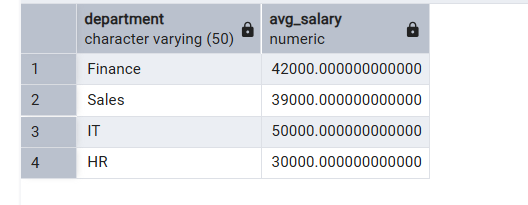 department avg_salary
character varying (50) numeric
1 Finance 42000.000000000000
2 Sales 39000.000000000000
3 IT 50000.000000000000
4 HR 30000.000000000000